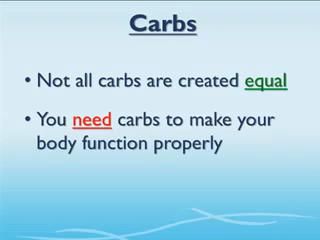 Carbs
• Not all carbs are created equal
• You need carbs to make your
body function properly